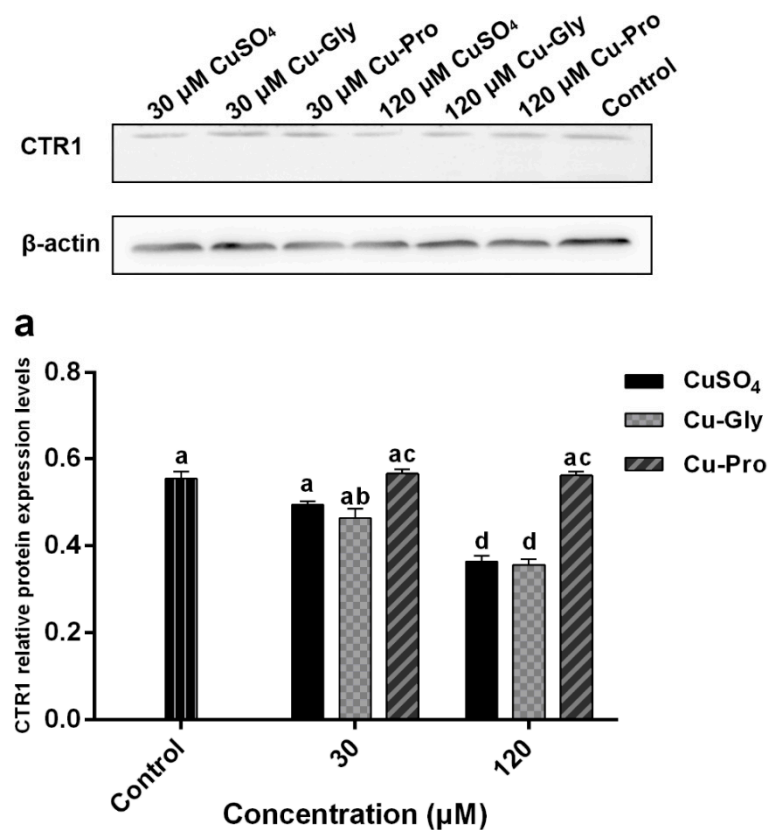 30 μM CuSO₄
30 μM Cu-Gly
30 μM Cu-Pro
120 μM CuSO₄
120 μM Cu-Gly
120 μM Cu-Pro
Control
CTR1
β-actin
a
CTR1 relative protein expression levels
0.8
0.6
0.4
0.2
0.0
a
a
ab
ac
d
d
ac
CuSO₄
Cu-Gly
Cu-Pro
Control
30
120
Concentration (μM)